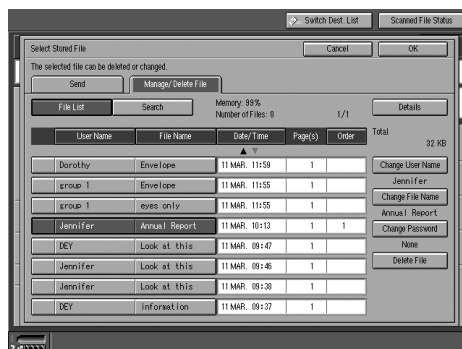 Switch Dest. List Scanned File Status
Select Stored File Cancel OK
The selected file can be deleted or changed.
Send Manage/Delete File
File List Search Memory: 99% Number of Files: 8 1/1 Details
User Name File Name Date/Time Page(s) Order Total
32 KB
Dorothy Envelope 11 MAR. 11:59 1 Change User Name
Jennifer
group 1 Envelope 11 MAR. 11:55 1
Change File Name
group 1 eyes only 11 MAR. 11:55 1
Annual Report
Jennifer Annual Report 11 MAR. 10:13 1 1 Change Password
DEY Look at this 11 MAR. 09:47 1 None
Jennifer Look at this 11 MAR. 09:46 1 Delete File
Jennifer Look at this 11 MAR. 09:38 1
DEY information 11 MAR. 09:37 1